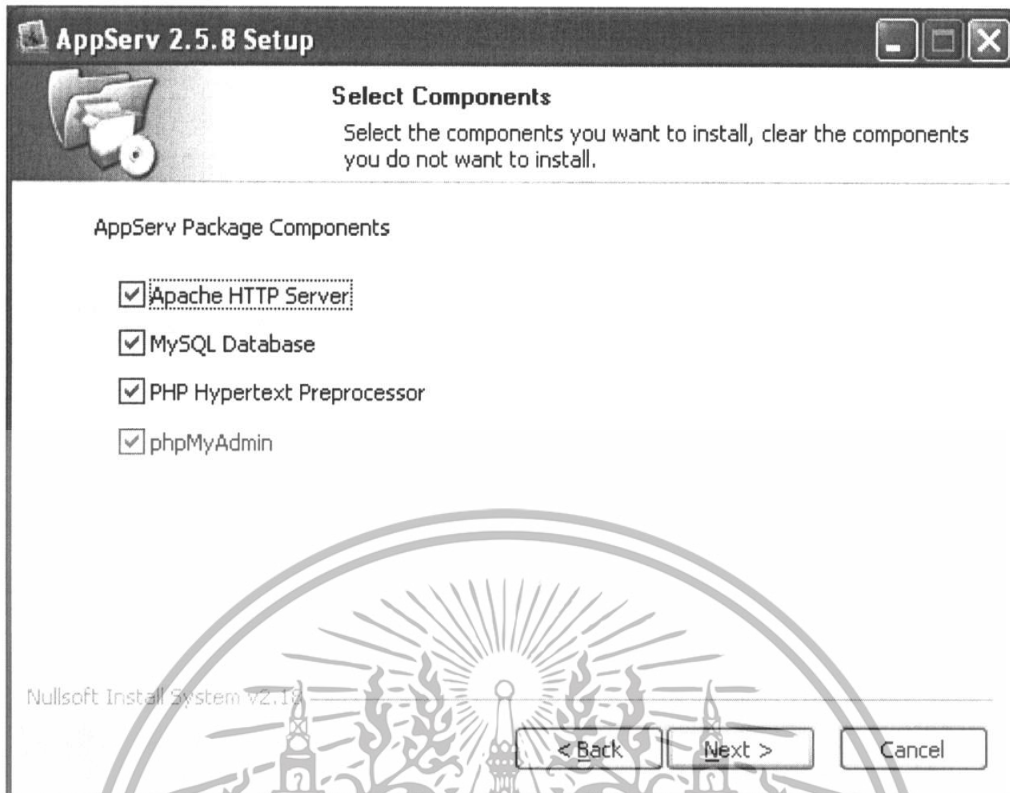 AppServ 2.5.8 Setup
Select Components
Select the components you want to install, clear the components
you do not want to install.
AppServ Package Components
Apache HTTP Server
MySQL Database
PHP Hypertext Preprocessor
phpMyAdmin
Nullsoft Install System v2.18
< Back
Next >
Cancel